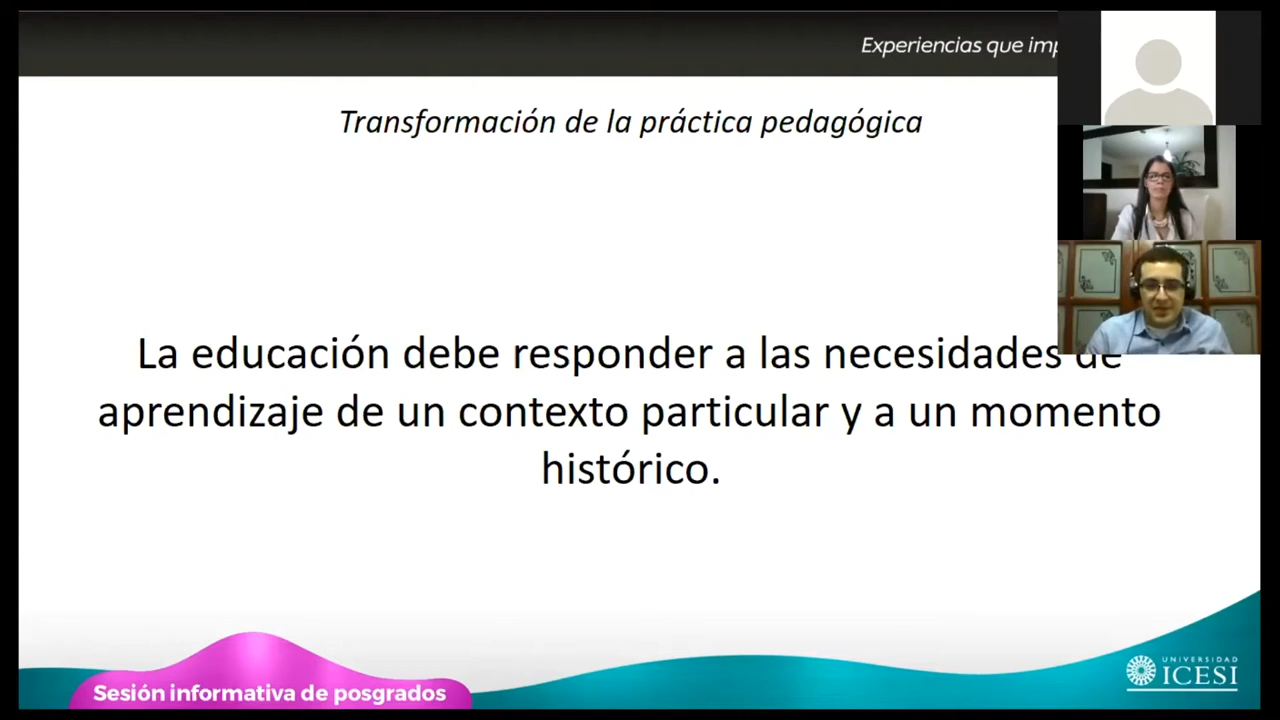 Experiencias que
Transformación de la práctica pedagógica
La educación debe responder a las necesidades de
aprendizaje de un contexto particular y a un momento
histórico.
Sesión informativa de posgrados
UNIVERSIDAD
ICESI